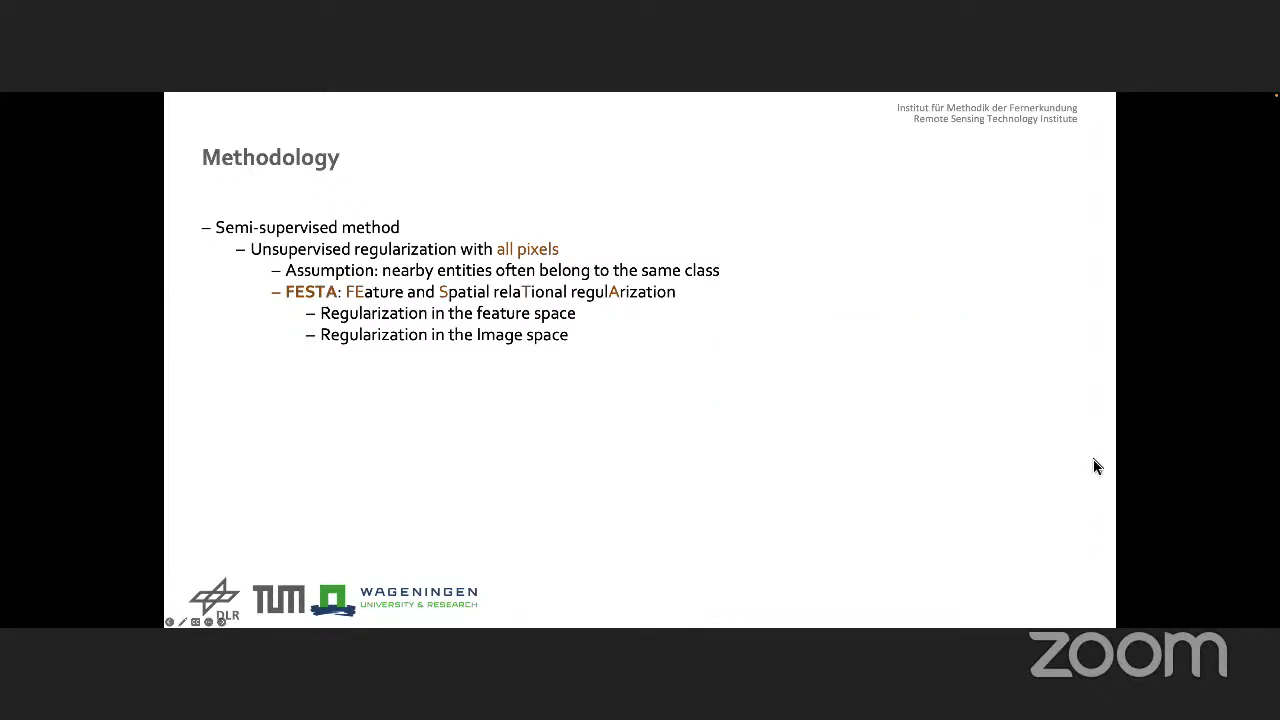 Institut für Methodik der Fernerkundung
Remote Sensing Technology Institute
Methodology
– Semi-supervised method
– Unsupervised regularization with all pixels
– Assumption: nearby entities often belong to the same class
– FESTA: FEature and Spatial relaTional regulArization
– Regularization in the feature space
– Regularization in the Image space
DLR
TUM
WAGENINGEN
UNIVERSITY & RESEARCH
zoom